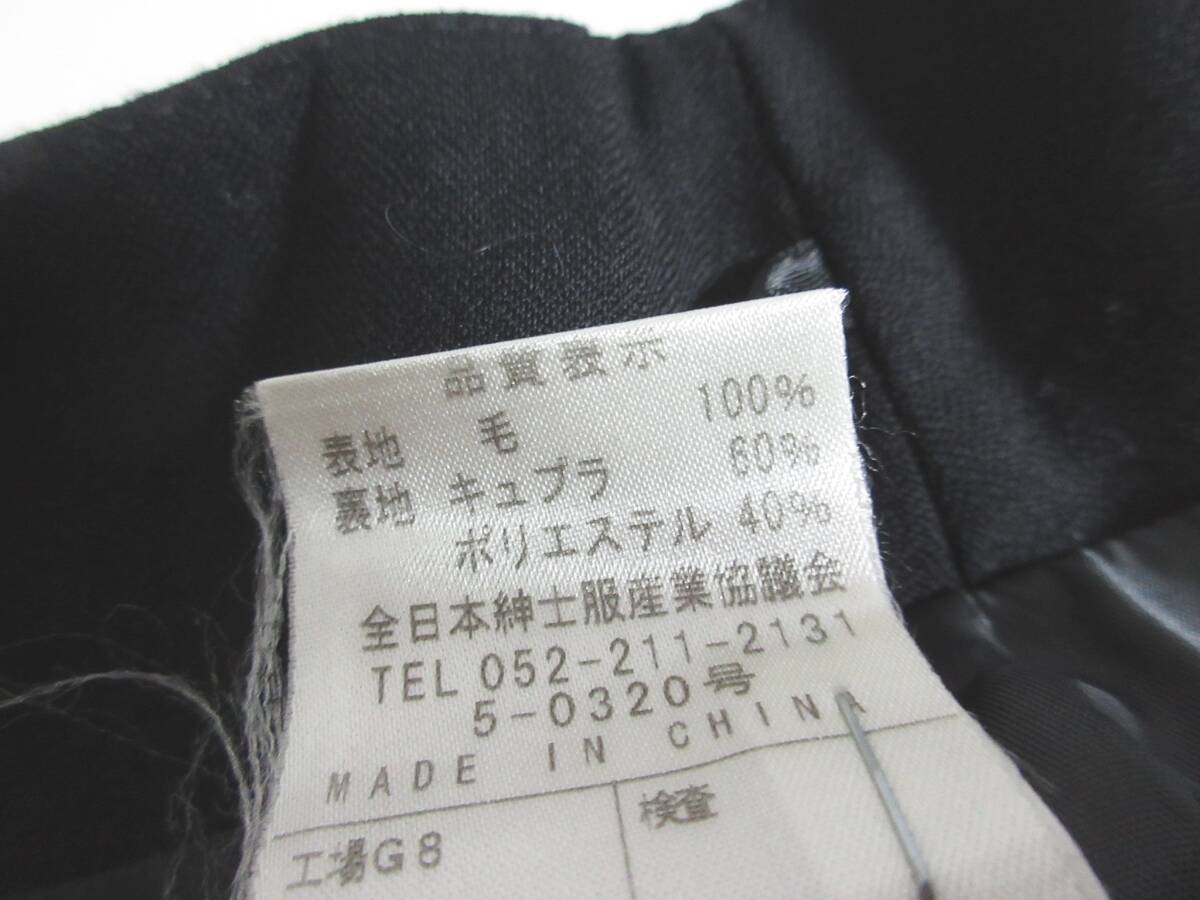 品質表示
表地 毛 100%
裏地 キュプラ 60%
ポリエステル 40%
全日本紳士服産業協議会
TEL 052-211-2131
5-0320号
MADE IN CHINA
工場G8 検査